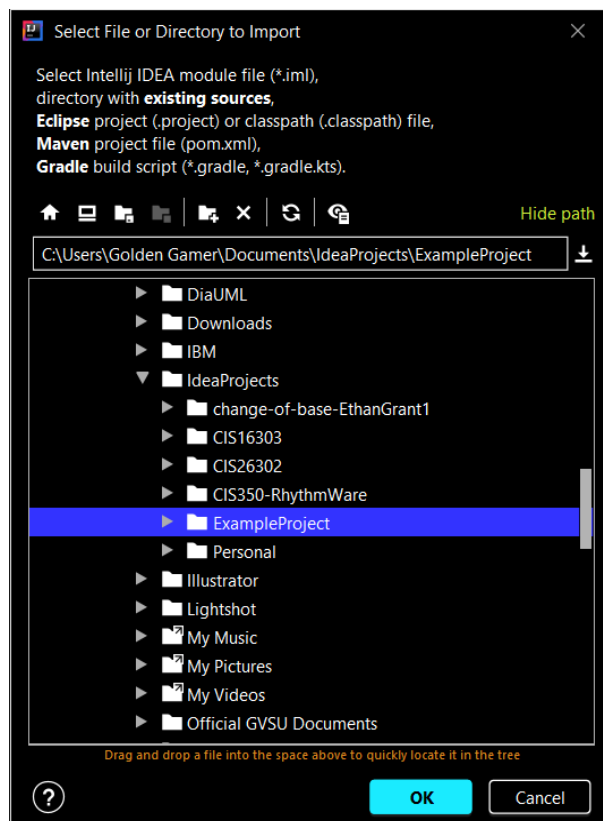 Select File or Directory to Import
Select Intellij IDEA module file (*.iml),
directory with existing sources,
Eclipse project (.project) or classpath (.classpath) file,
Maven project file (pom.xml),
Gradle build script (*.gradle, *.gradle.kts).
Hide path
C:\Users\Golden Gamer\Documents\IdeaProjects\ExampleProject
DiaUML
Downloads
IBM
IdeaProjects
change-of-base-EthanGrant1
CIS16303
CIS26302
CIS350-RhythmWare
ExampleProject
Personal
Illustrator
Lightshot
My Music
My Pictures
My Videos
Official GVSU Documents
Drag and drop a file into the space above to quickly locate it in the tree
? OK Cancel